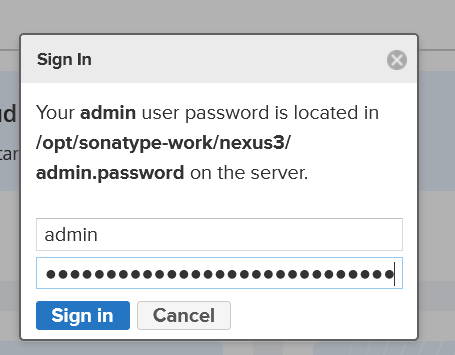 Sign In
Your admin user password is located in
/opt/sonatype-work/nexus3/
admin.password on the server.
admin
Sign in
Cancel